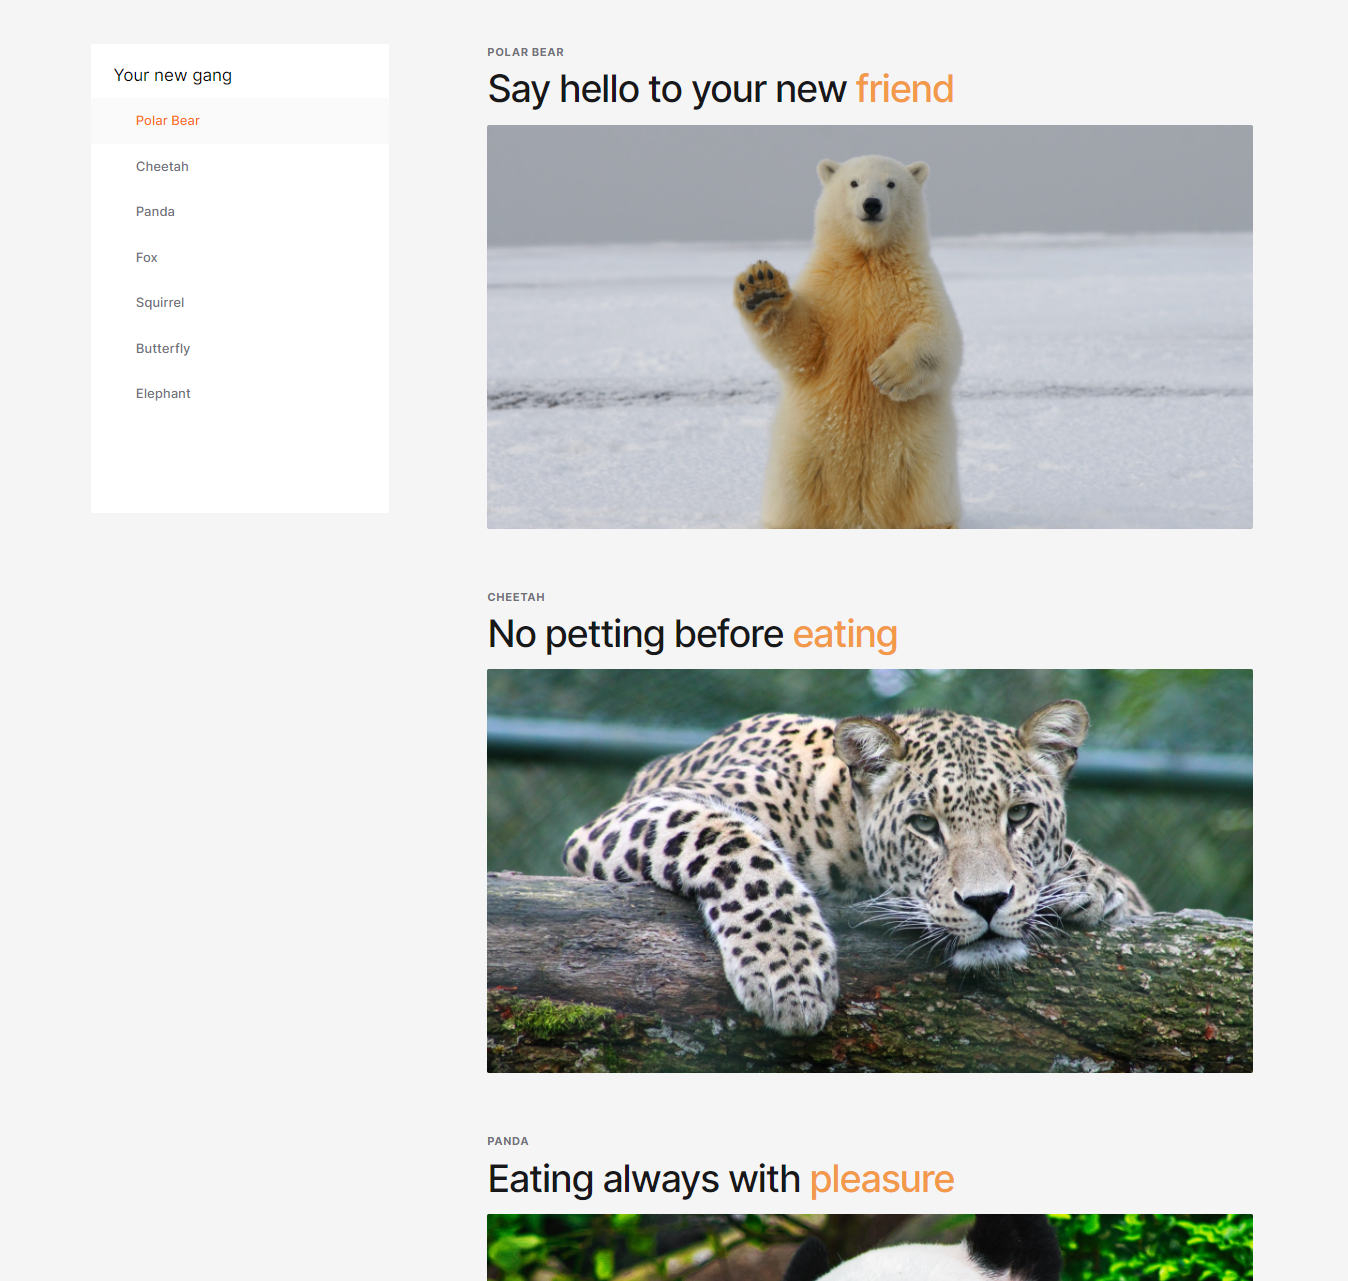 Your new gang
Polar Bear
Cheetah
Panda
Fox
Squirrel
Butterfly
Elephant
POLAR BEAR
Say hello to your new friend
CHEETAH
No petting before eating
PANDA
Eating always with pleasure